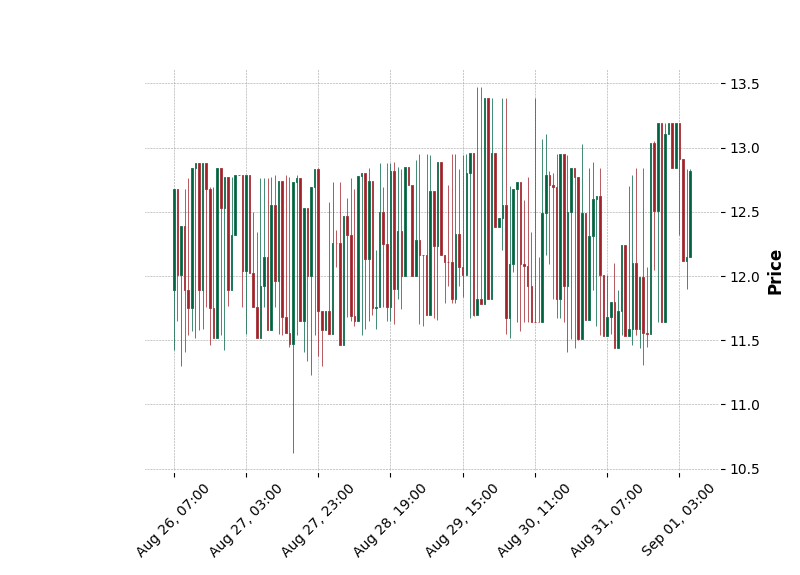 13.5
13.0
12.5
12.0
11.5
11.0
10.5
Price
Aug 26, 07:00
Aug 27, 03:00
Aug 27, 23:00
Aug 28, 19:00
Aug 29, 15:00
Aug 30, 11:00
Aug 31, 07:00
Sep 01, 03:00